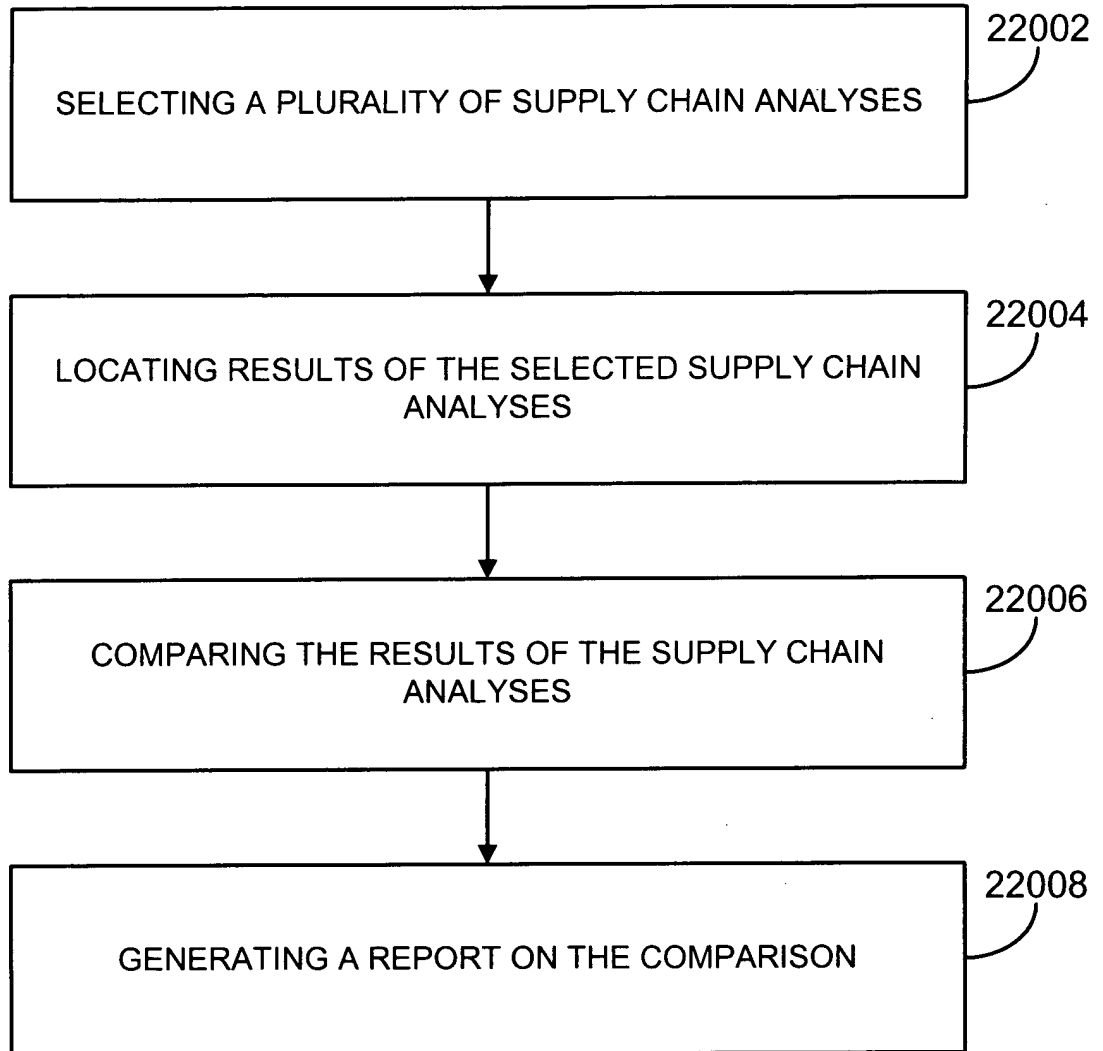 22002
SELECTING A PLURALITY OF SUPPLY CHAIN ANALYSES
22004
LOCATING RESULTS OF THE SELECTED SUPPLY CHAIN
ANALYSES
22006
COMPARING THE RESULTS OF THE SUPPLY CHAIN
ANALYSES
22008
GENERATING A REPORT ON THE COMPARISON